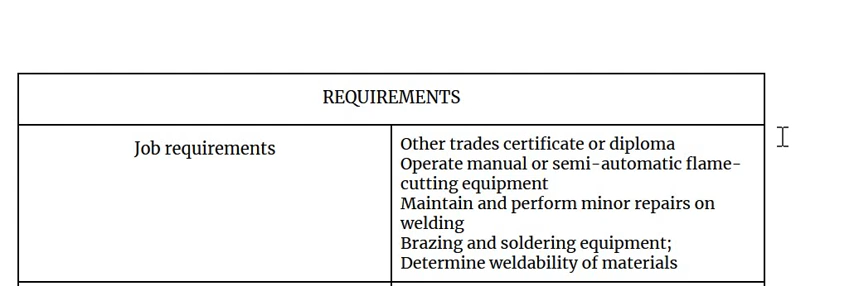 REQUIREMENTS
Job requirements
Other trades certificate or diploma
Operate manual or semi-automatic flame-
cutting equipment
Maintain and perform minor repairs on
welding
Brazing and soldering equipment;
Determine weldability of materials